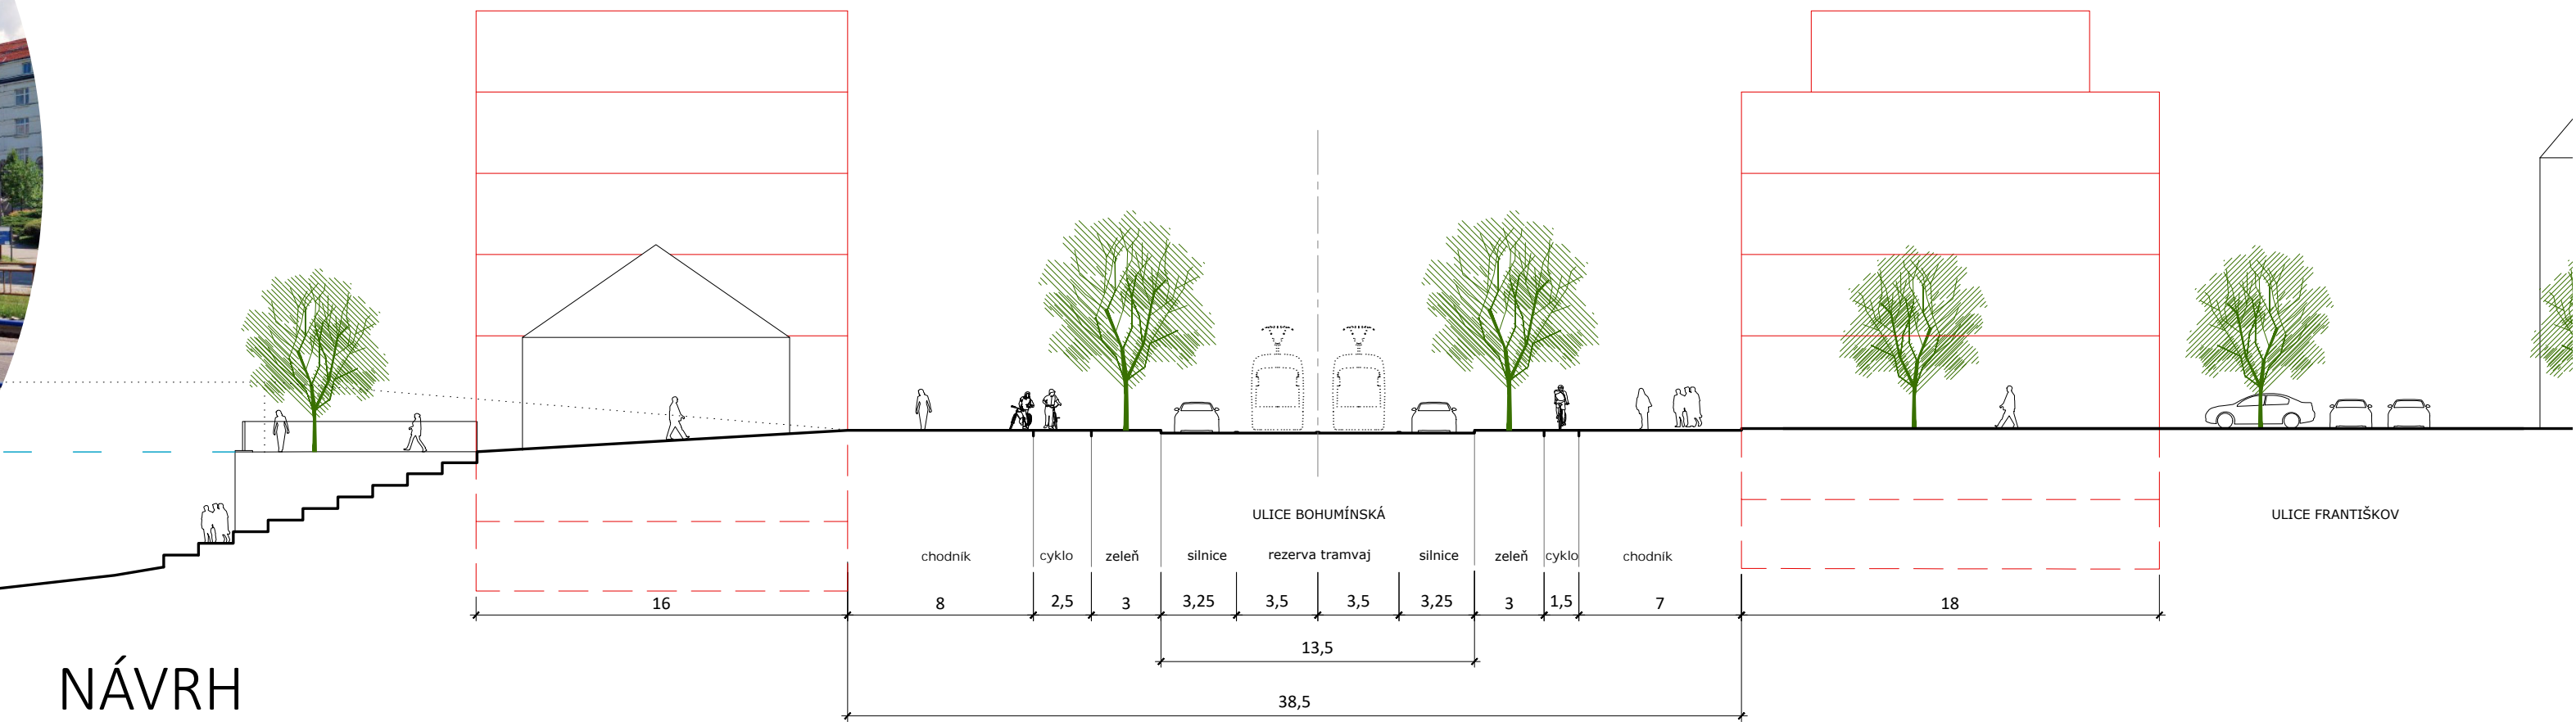 ULICE BOHUMÍNSKÁ
ULICE FRANTIŠKOV
chodník cyklo zeleň silnice rezerva tramvaj silnice zeleň cyklo chodník
16 8 2,5 3 3,25 3,5 3,5 3,25 3 1,5 7 18
13,5
38,5
NÁVRH